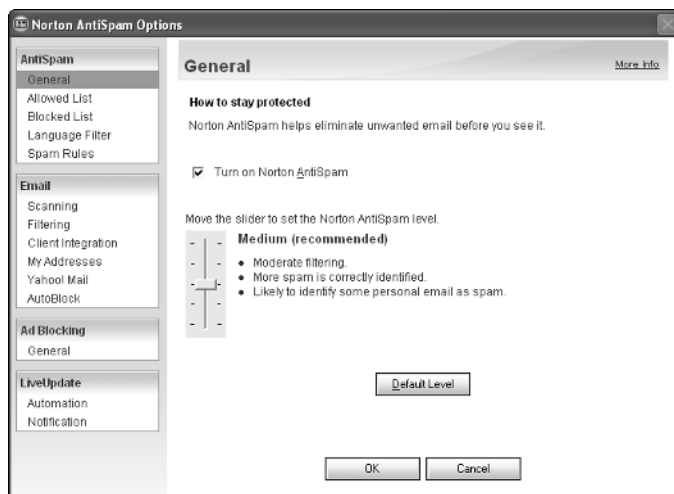 Norton AntiSpam Options
AntiSpam
General
Allowed List
Blocked List
Language Filter
Spam Rules
Email
Scanning
Filtering
Client Integration
My Addresses
Yahoo! Mail
AutoBlock
Ad Blocking
General
LiveUpdate
Automation
Notification
General
More Info
How to stay protected
Norton AntiSpam helps eliminate unwanted email before you see it.
Turn on Norton AntiSpam
Move the slider to set the Norton AntiSpam level.
Medium (recommended)
• Moderate filtering.
• More spam is correctly identified.
• Likely to identify some personal email as spam.
Default Level
OK
Cancel